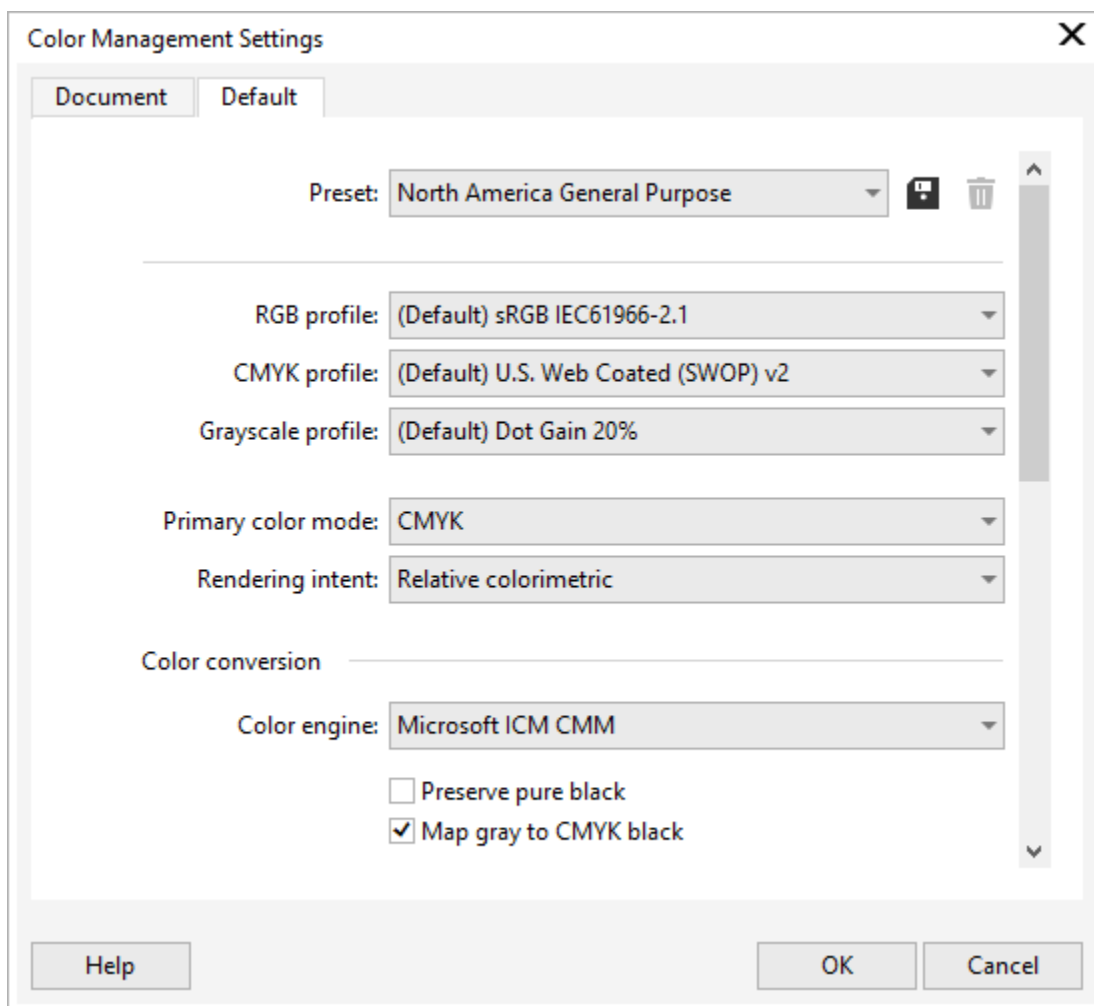 Color Management Settings
Document Default
Preset: North America General Purpose
RGB profile: (Default) sRGB IEC61966-2.1
CMYK profile: (Default) U.S. Web Coated (SWOP) v2
Grayscale profile: (Default) Dot Gain 20%
Primary color mode: CMYK
Rendering intent: Relative colorimetric
Color conversion
Color engine: Microsoft ICM CMM
Preserve pure black
Map gray to CMYK black
Help OK Cancel